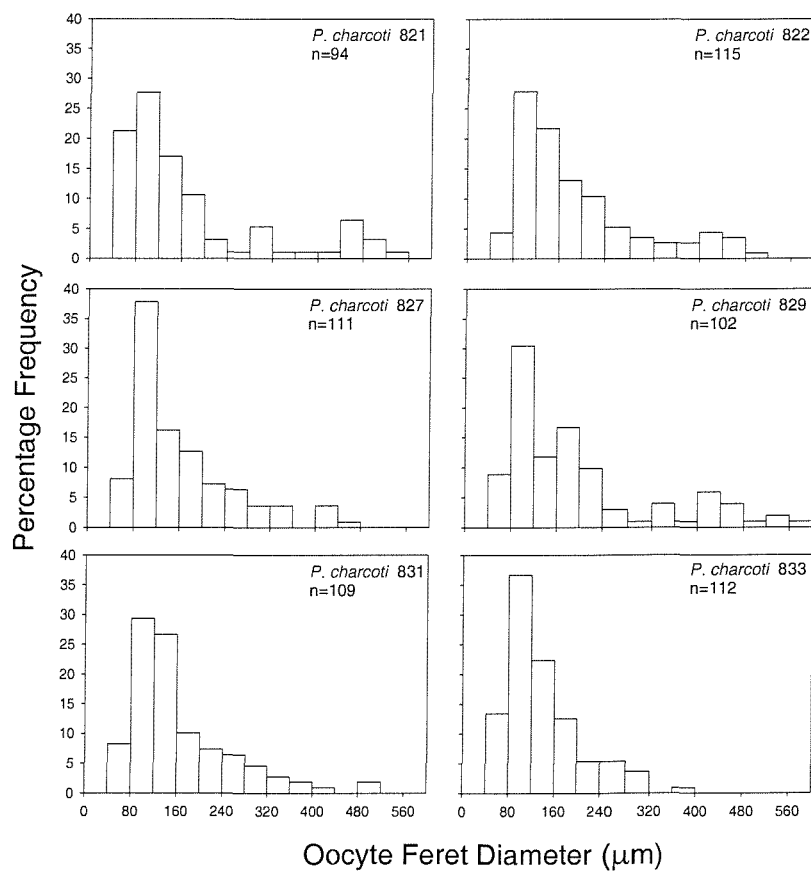 P. charcoti 821
n=94
P. charcoti 822
n=115
40
35
30
25
20
15
10
5
0
P. charcoti 827
n=111
P. charcoti 829
n=102
40
35
30
25
20
15
10
5
0
P. charcoti 831
n=109
P. charcoti 833
n=112
40
35
30
25
20
15
10
5
0
0 80 160 240 320 400 480 560
0 80 160 240 320 400 480 560
Percentage Frequency
Oocyte Feret Diameter (μm)